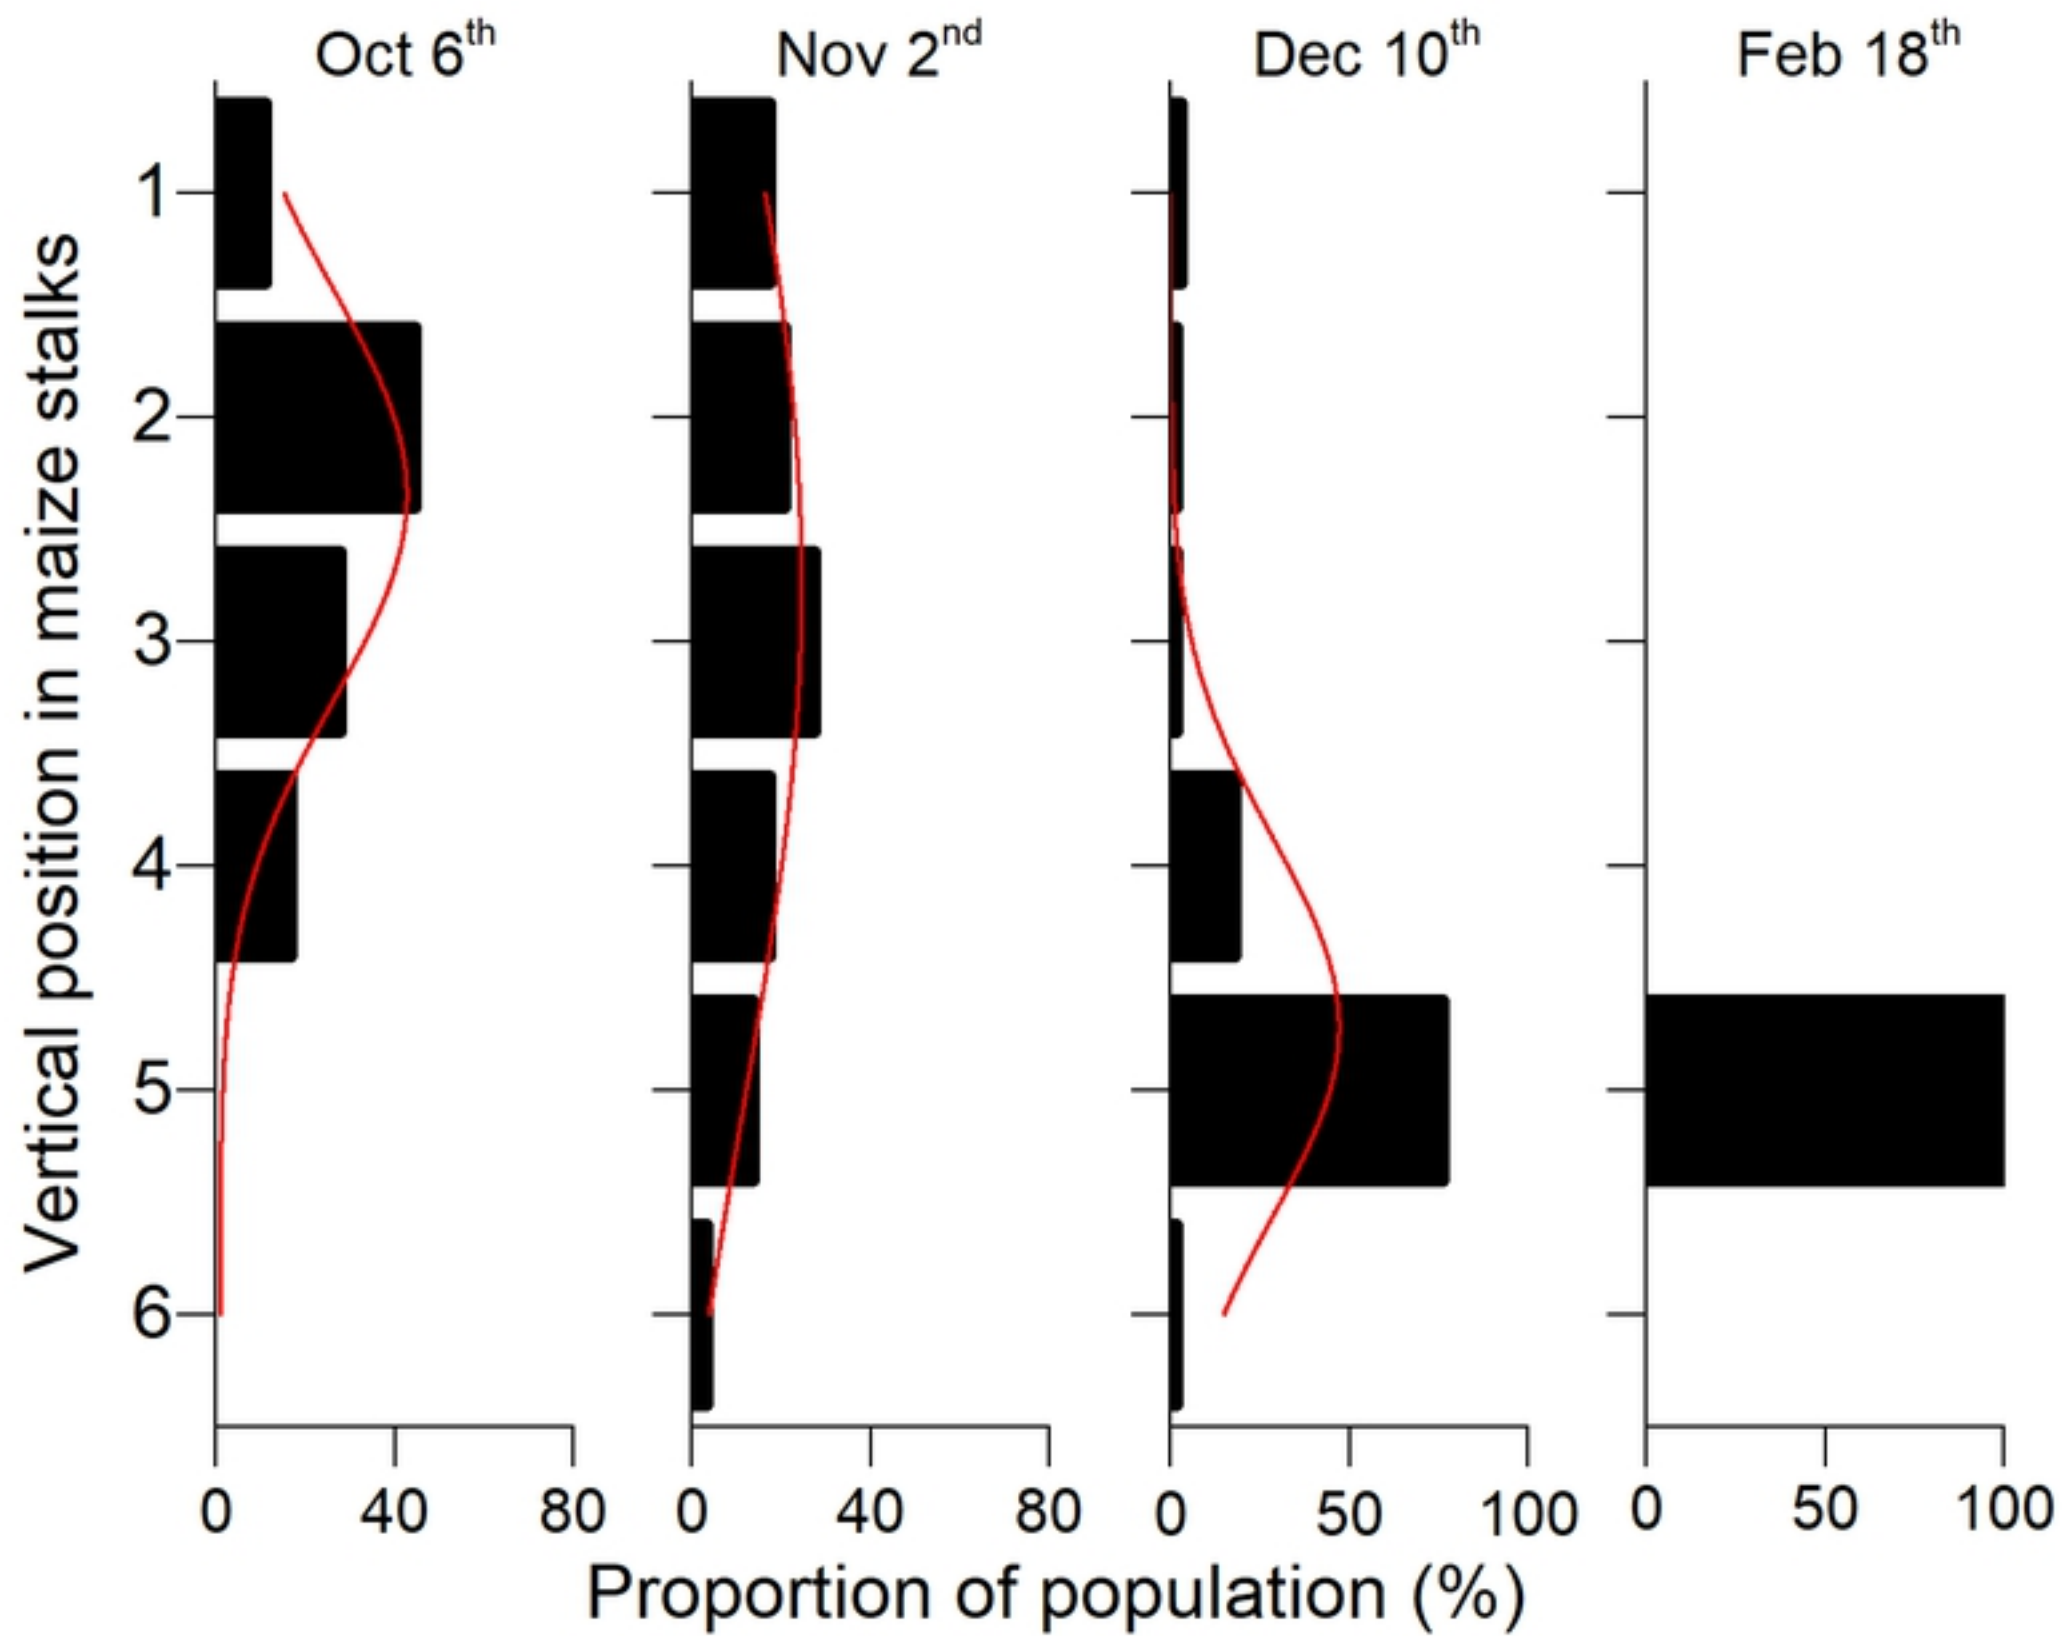 Oct 6th Nov 2nd Dec 10th Feb 18th
Vertical position in maize stalks
1
2
3
4
5
6
0 40 80 0 40 80 0 50 100 0 50 100
Proportion of population (%)